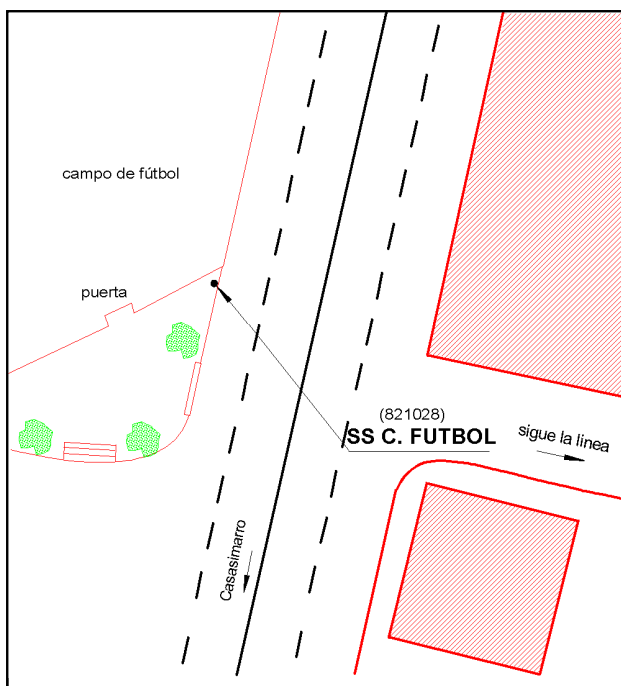 campo de fútbol
puerta
(821028)
SS C. FUTBOL
sigue la linea
Casasimarro